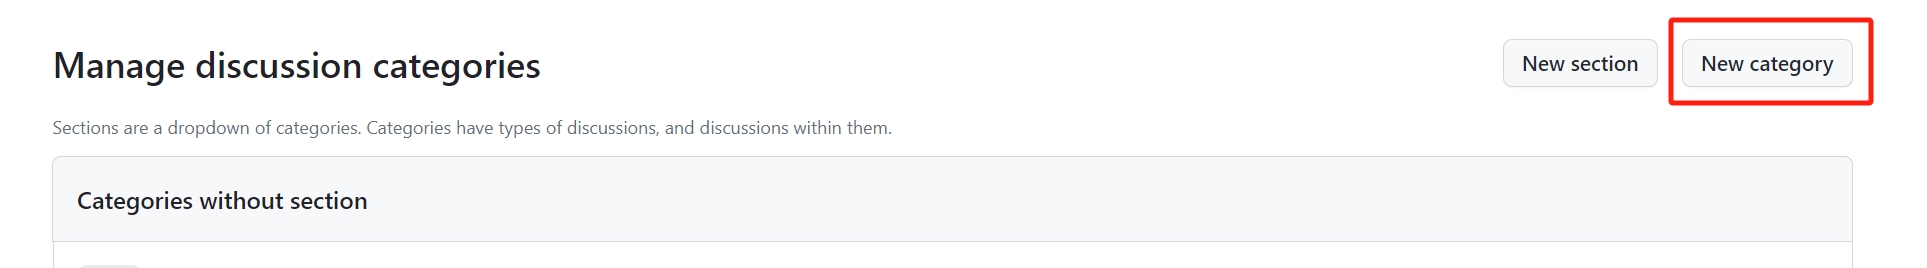 Manage discussion categories
New section
New category
Sections are a dropdown of categories. Categories have types of discussions, and discussions within them.
Categories without section